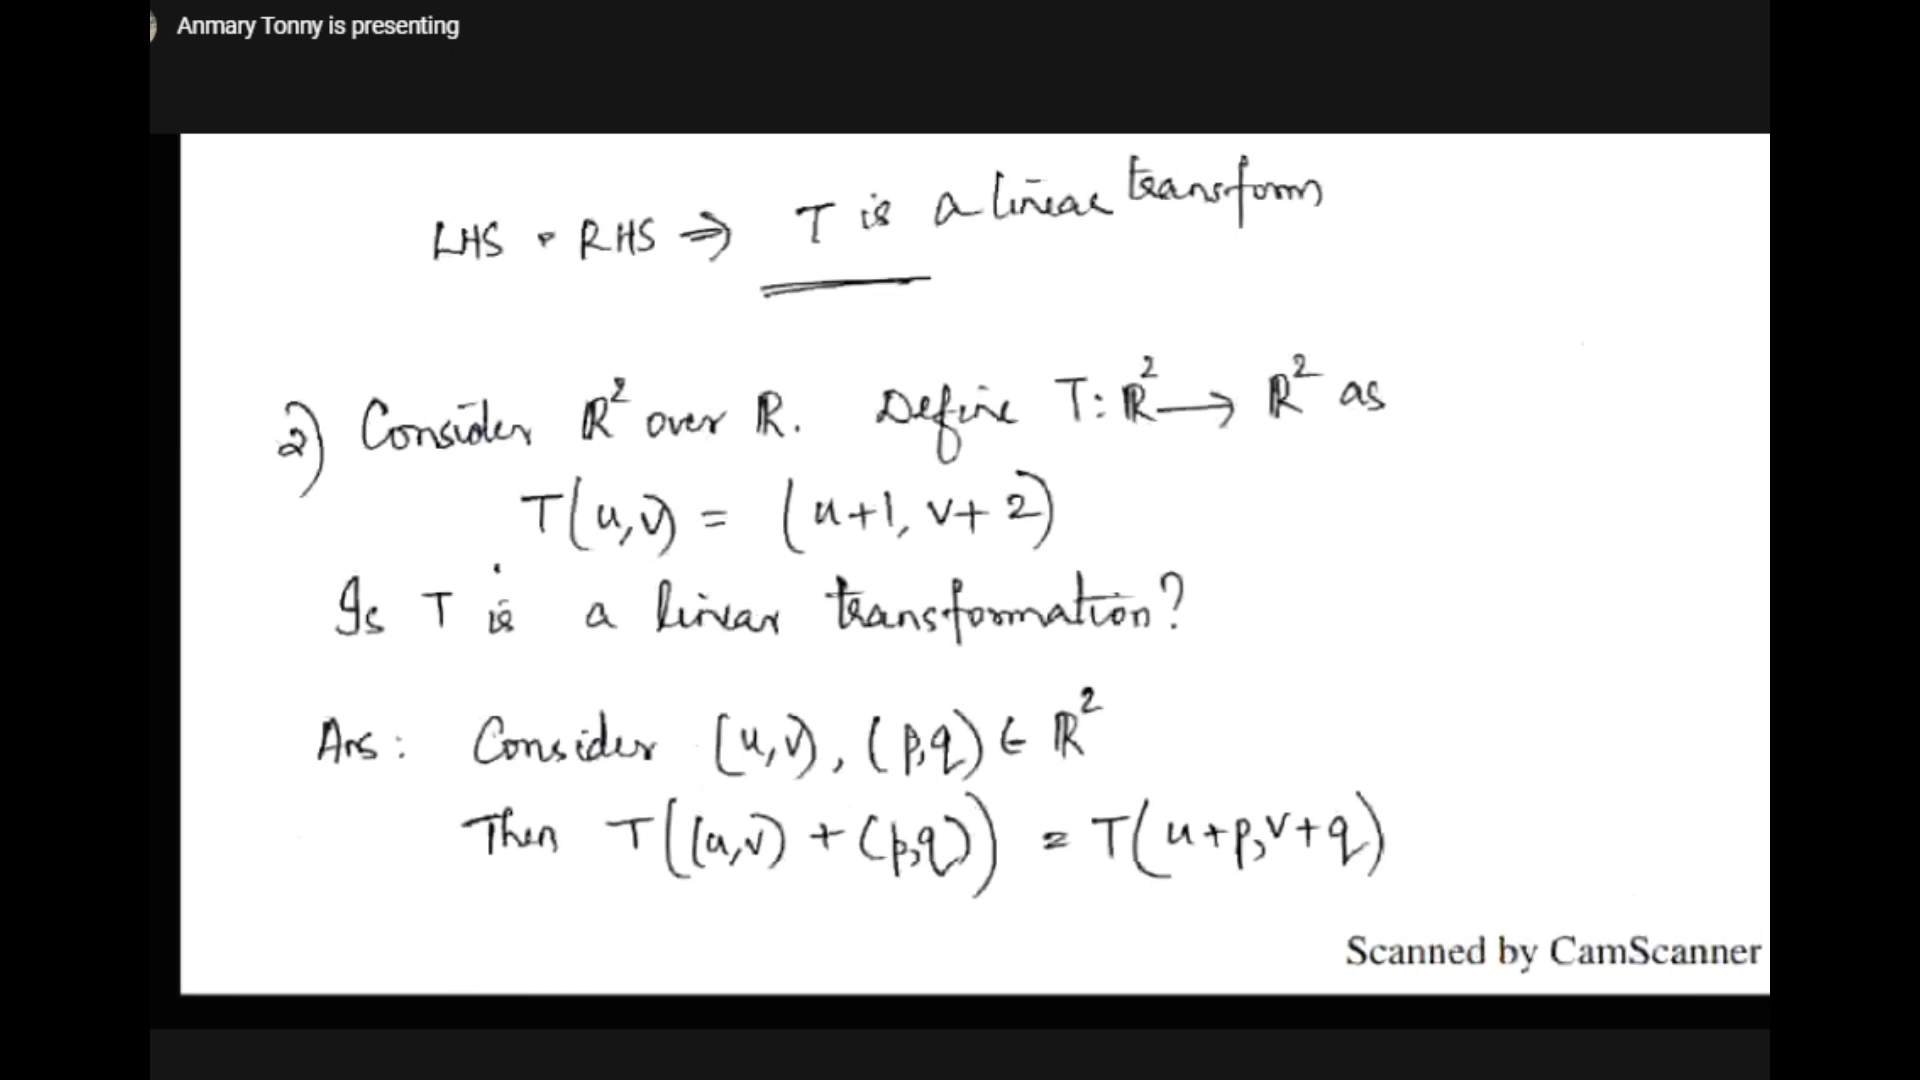 Anmary Tonny is presenting
LHS = RHS ⇒ T is a linear transform
2) Consider R² over R. Define T: R² → R² as
T(u,v) = (u+1, v+2)
Is T is a linear transformation?
Ans: Consider (u,v), (p,q) ∈ R²
Then T((u,v) + (p,q)) = T(u+p, v+q)
Scanned by CamScanner